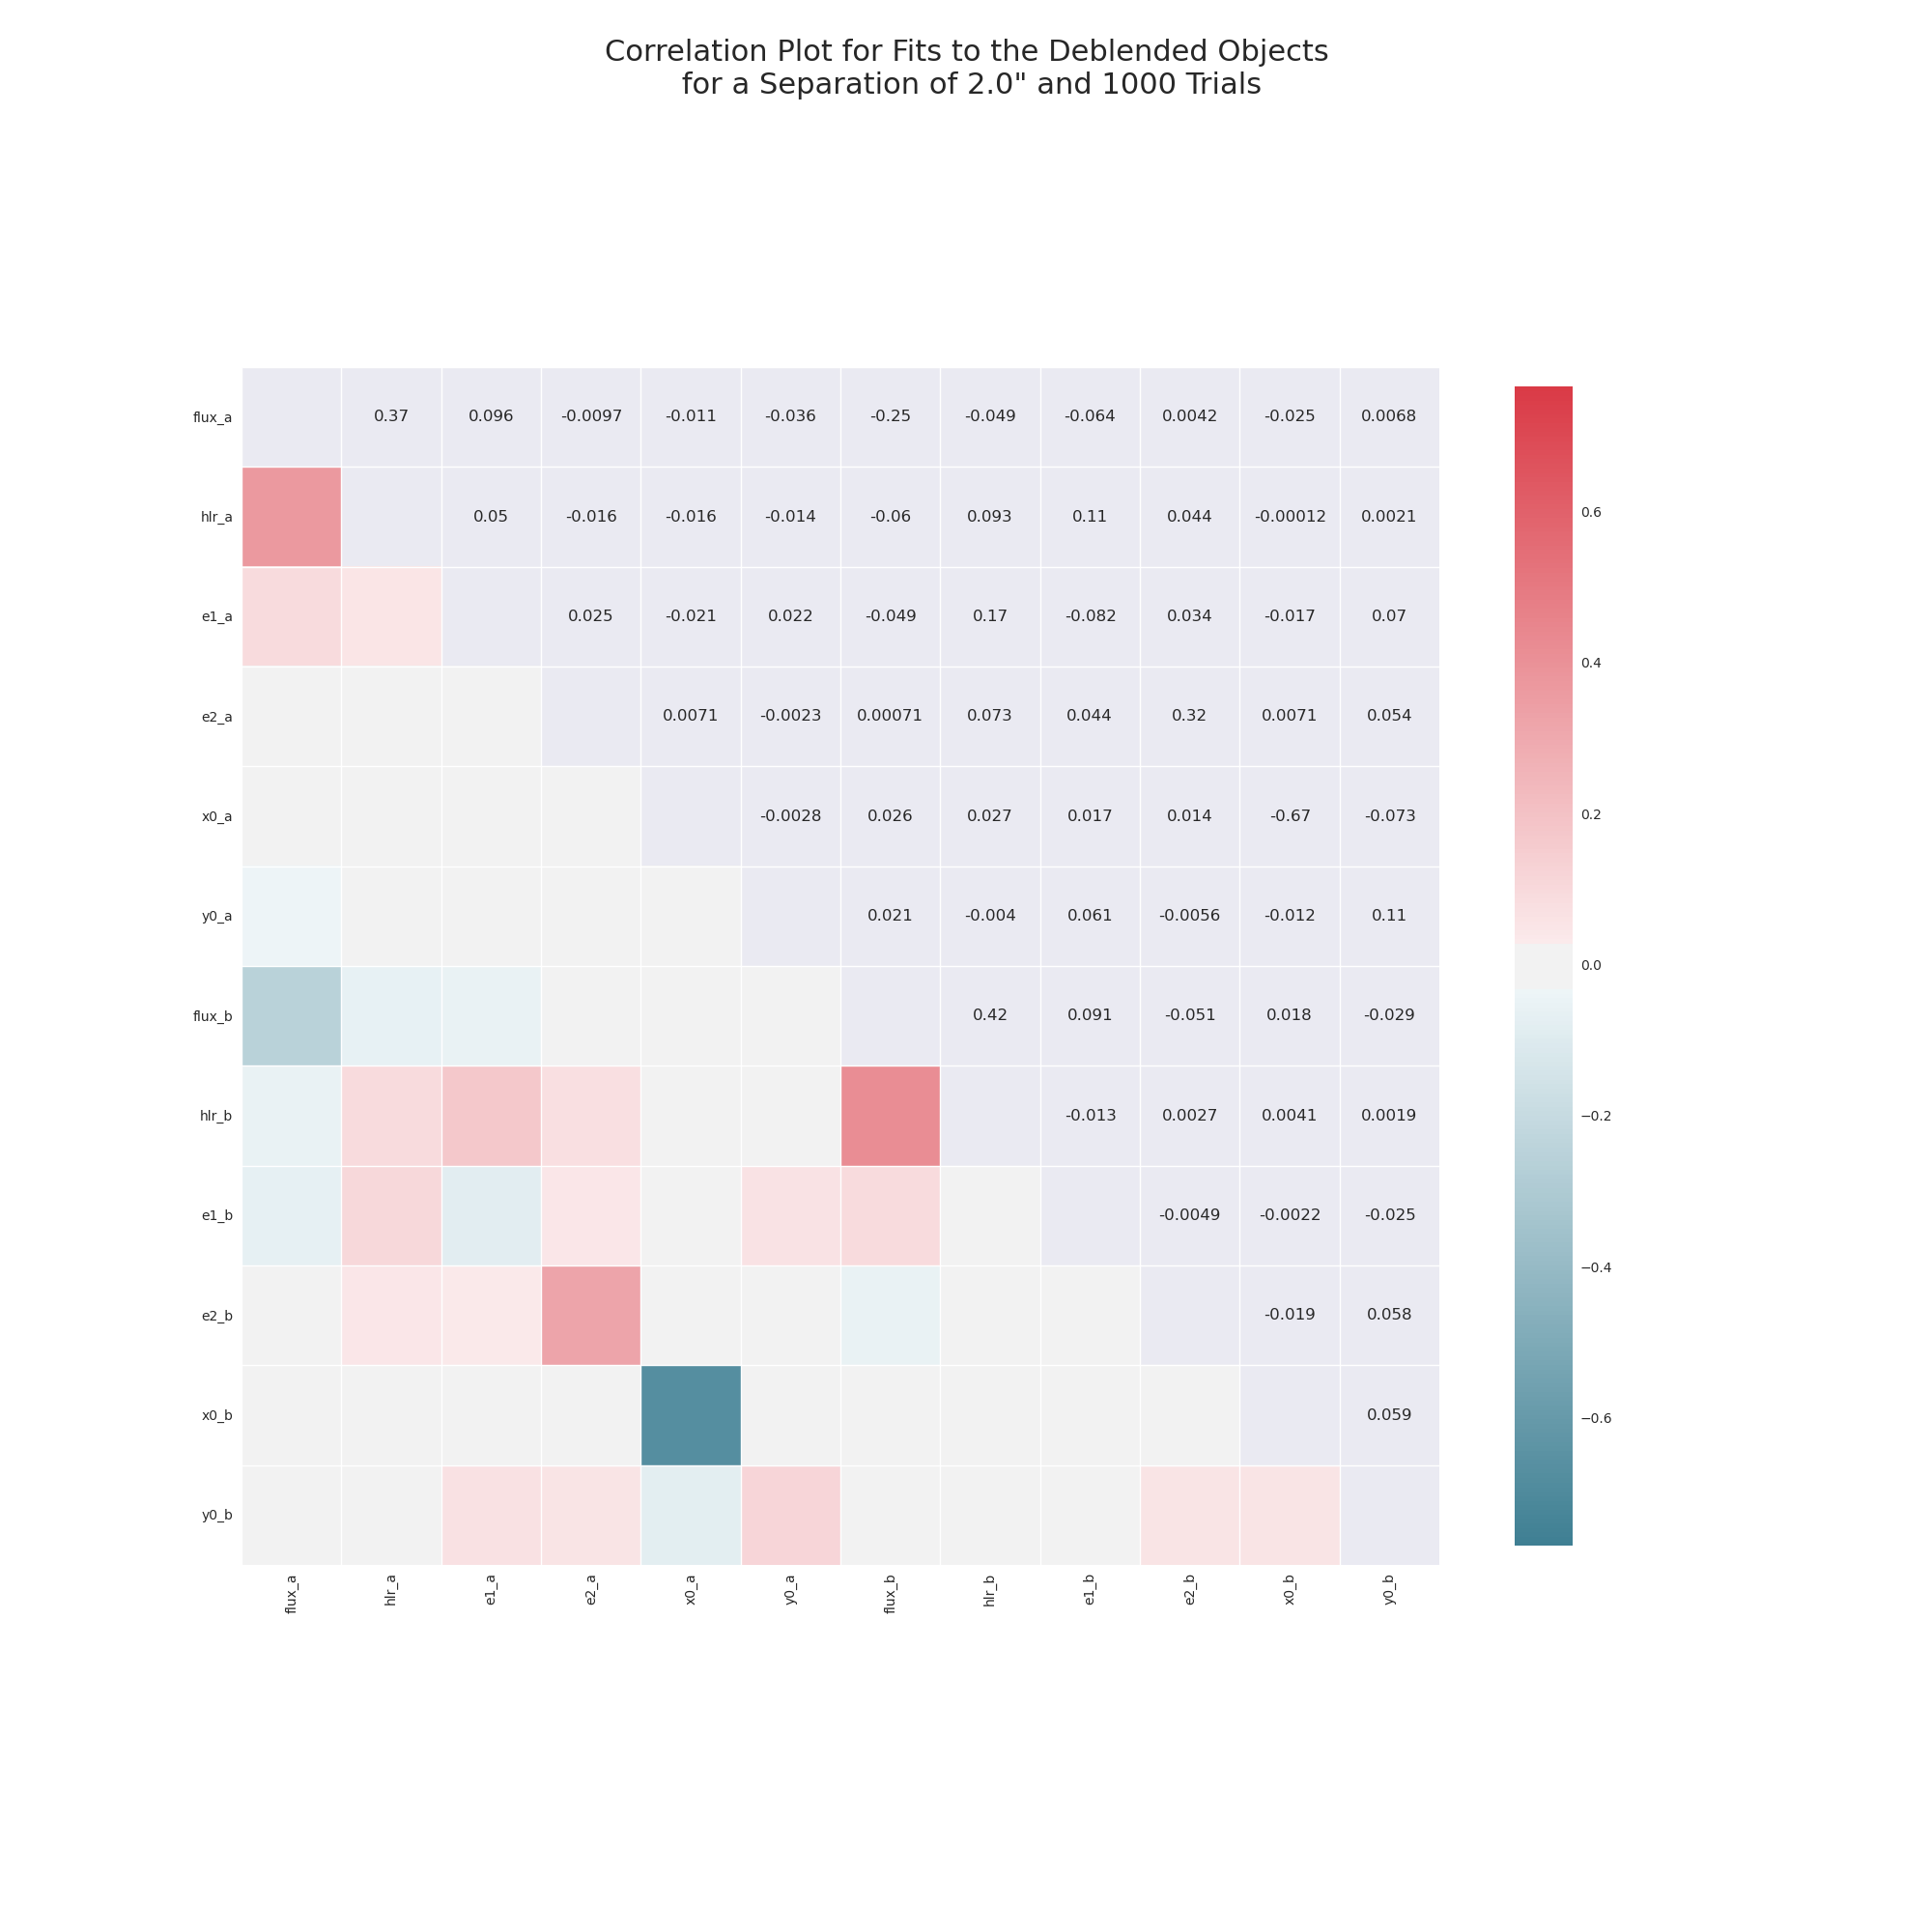 Correlation Plot for Fits to the Deblended Objects
for a Separation of 2.0" and 1000 Trials
flux_a 0.37 0.096 -0.0097 -0.011 -0.036 -0.25 -0.049 -0.064 0.0042 -0.025 0.0068
hlr_a 0.05 -0.016 -0.016 -0.014 -0.06 0.093 0.11 0.044 -0.00012 0.0021
e1_a 0.025 -0.021 0.022 -0.049 0.17 -0.082 0.034 -0.017 0.07
e2_a 0.0071 -0.0023 0.00071 0.073 0.044 0.32 0.0071 0.054
x0_a -0.0028 0.026 0.027 0.017 0.014 -0.67 -0.073
y0_a 0.021 -0.004 0.061 -0.0056 -0.012 0.11
flux_b 0.42 0.091 -0.051 0.018 -0.029
hlr_b -0.013 0.0027 0.0041 0.0019
e1_b -0.0049 -0.0022 -0.025
e2_b -0.019 0.058
x0_b 0.059
y0_b
flux_a hlr_a e1_a e2_a x0_a y0_a flux_b hlr_b e1_b e2_b x0_b y0_b
0.6
0.4
0.2
0.0
−0.2
−0.4
−0.6